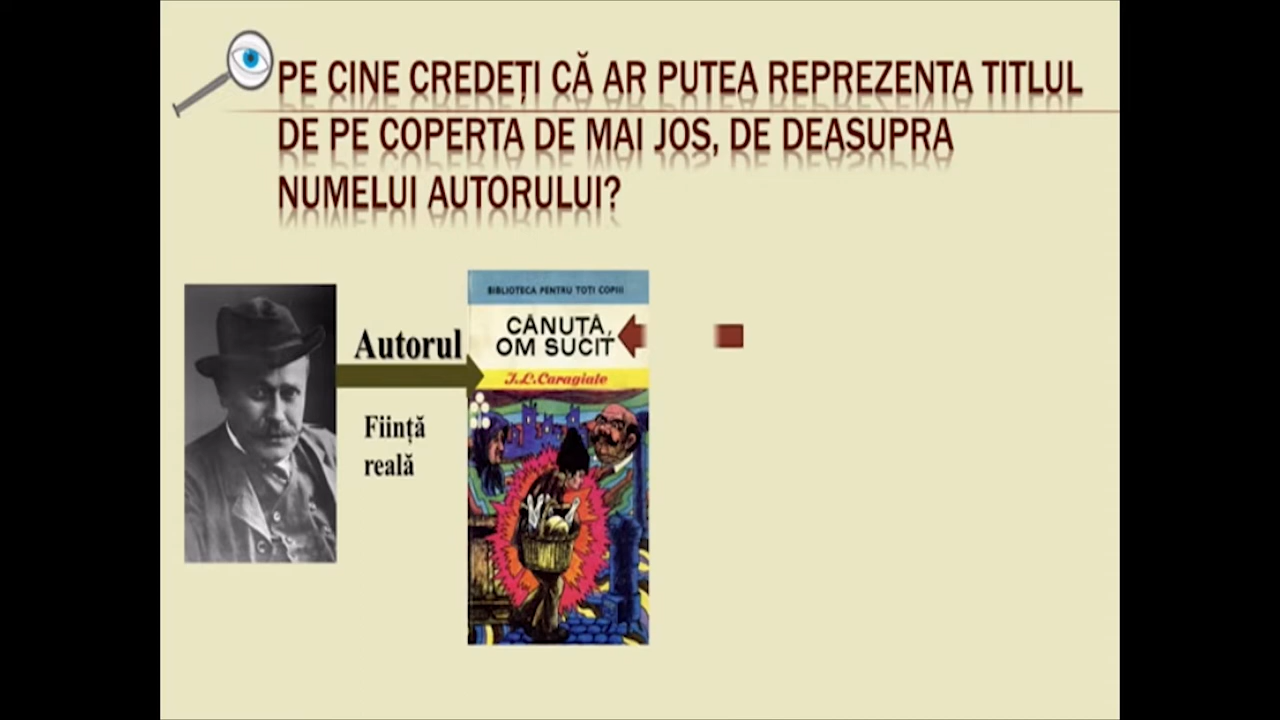 PE CINE CREDEȚI CĂ AR PUTEA REPREZENTA TITLUL
DE PE COPERTA DE MAI JOS, DE DEASUPRA
NUMELUI AUTORULUI?
Autorul
Ființă
reală
BIBLIOTECA PENTRU TOȚI COPIII
CĂNUȚĂ,
OM SUCIT
I.L.Caragiale